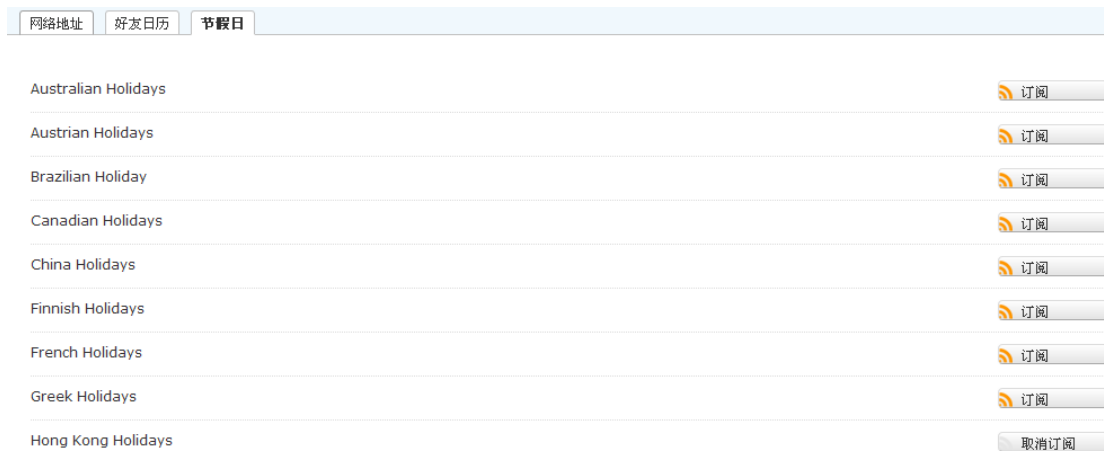 网络地址 好友日历 节假日
Australian Holidays 订阅
Austrian Holidays 订阅
Brazilian Holiday 订阅
Canadian Holidays 订阅
China Holidays 订阅
Finnish Holidays 订阅
French Holidays 订阅
Greek Holidays 订阅
Hong Kong Holidays 取消订阅